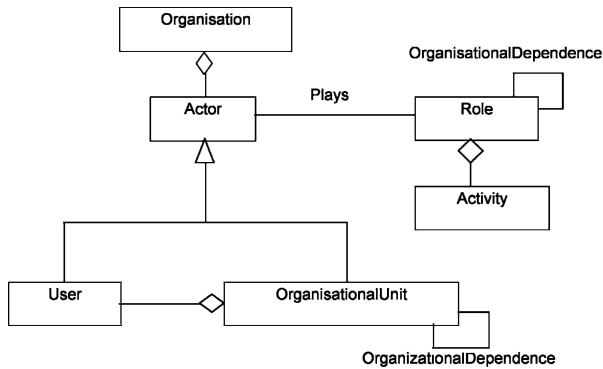 Organisation
OrganisationalDependence
Actor
Plays
Role
Activity
User
OrganisationalUnit
OrganizationalDependence